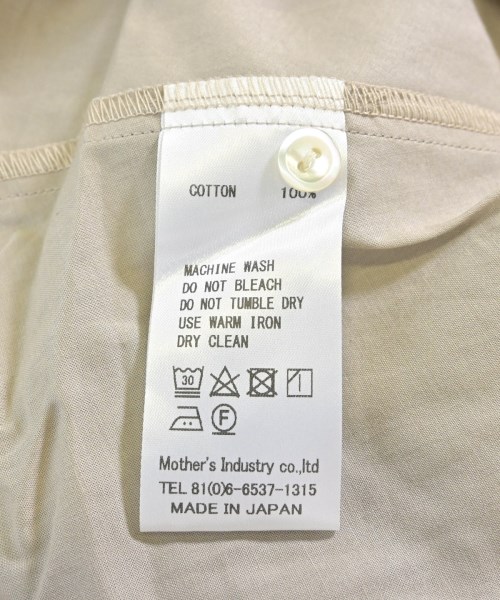 COTTON 100%
MACHINE WASH
DO NOT BLEACH
DO NOT TUMBLE DRY
USE WARM IRON
DRY CLEAN
30
F
Mother's Industry co.,ltd
TEL 81(0)6-6537-1315
MADE IN JAPAN